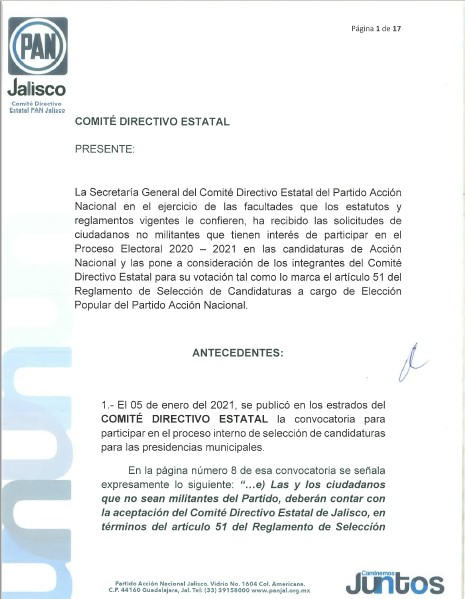 PAN
Jalisco
Comité Directivo
Estatal PAN Jalisco
Página 1 de 17
COMITÉ DIRECTIVO ESTATAL
PRESENTE:
La Secretaría General del Comité Directivo Estatal del Partido Acción
Nacional en el ejercicio de las facultades que los estatutos y
reglamentos vigentes le confieren, ha recibido las solicitudes de
ciudadanos no militantes que tienen interés de participar en el
Proceso Electoral 2020 – 2021 en las candidaturas de Acción
Nacional y las pone a consideración de los integrantes del Comité
Directivo Estatal para su votación tal como lo marca el artículo 51 del
Reglamento de Selección de Candidaturas a cargo de Elección
Popular del Partido Acción Nacional.
ANTECEDENTES:
1.- El 05 de enero del 2021, se publicó en los estrados del
COMITÉ DIRECTIVO ESTATAL la convocatoria para
participar en el proceso interno de selección de candidaturas
para las presidencias municipales.
En la página número 8 de esa convocatoria se señala
expresamente lo siguiente: “…e) Las y los ciudadanos
que no sean militantes del Partido, deberán contar con
la aceptación del Comité Directivo Estatal de Jalisco, en
términos del artículo 51 del Reglamento de Selección
Partido Acción Nacional Jalisco. Vidrio No. 1604 Col. Americana.
C.P. 44160 Guadalajara, Jal. Tel: (33) 39158000 www.panjal.org.mx
Caminemos
Juntos